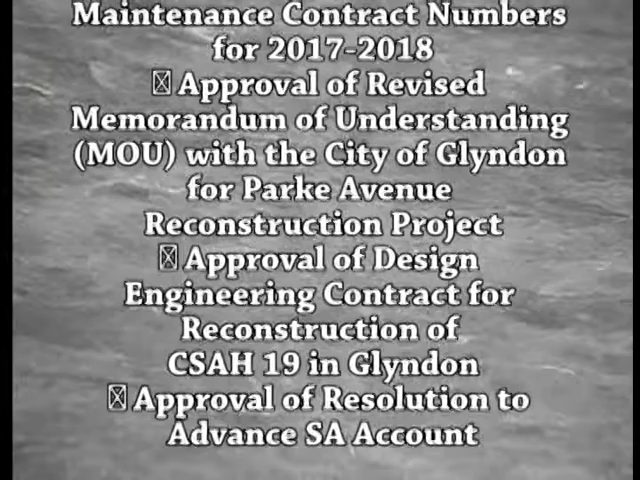 Maintenance Contract Numbers
for 2017-2018
Approval of Revised
Memorandum of Understanding
(MOU) with the City of Glyndon
for Parke Avenue
Reconstruction Project
Approval of Design
Engineering Contract for
Reconstruction of
CSAH 19 in Glyndon
Approval of Resolution to
Advance SA Account